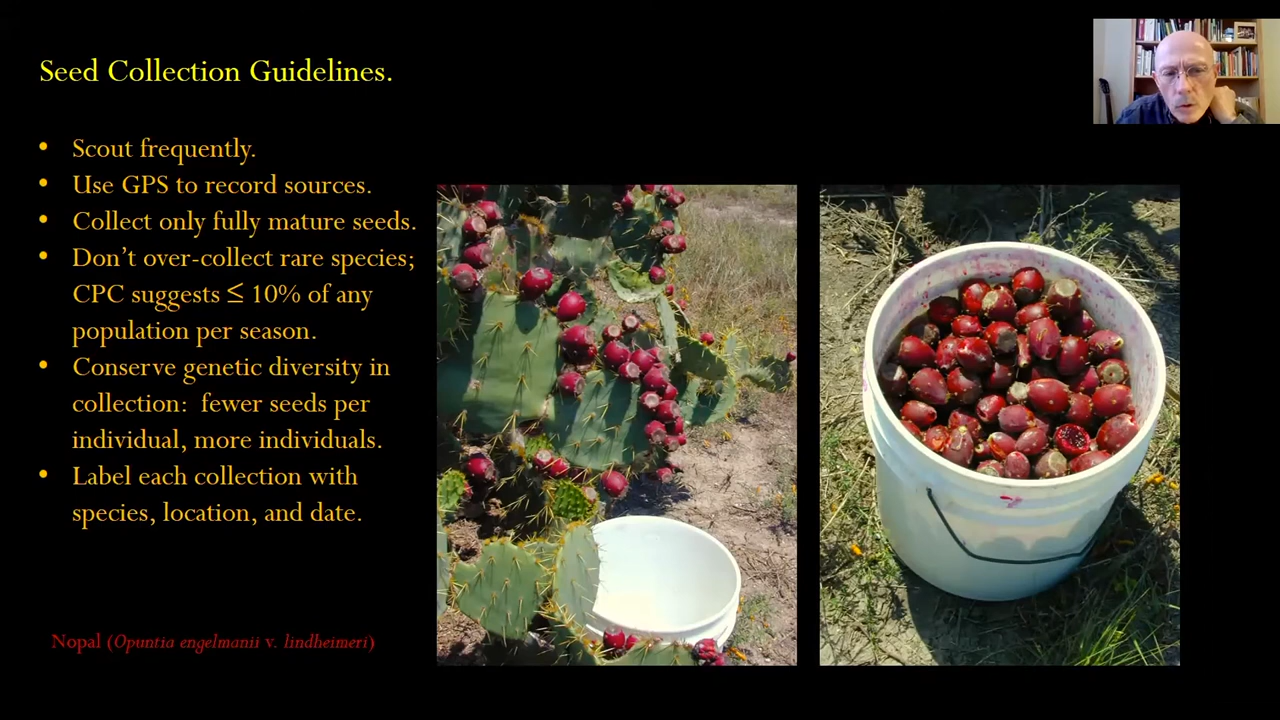 Seed Collection Guidelines.
• Scout frequently.
• Use GPS to record sources.
• Collect only fully mature seeds.
• Don’t over-collect rare species;
CPC suggests ≤ 10% of any
population per season.
• Conserve genetic diversity in
collection:  fewer seeds per
individual, more individuals.
• Label each collection with
species, location, and date.
Nopal (Opuntia engelmanii v. lindheimeri)